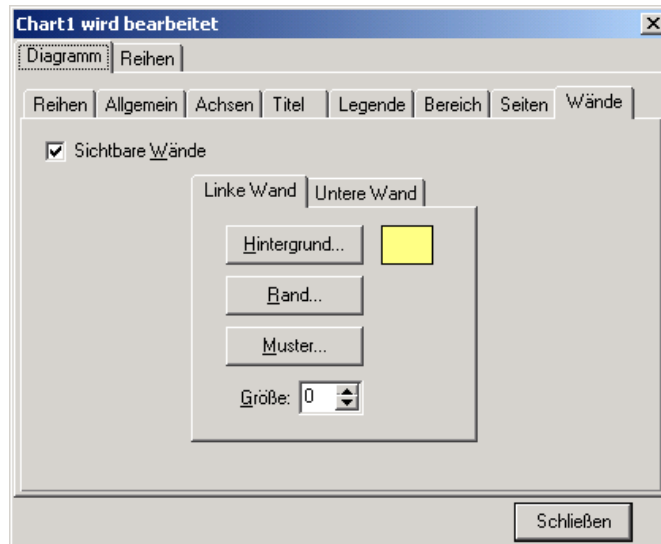 Chart1 wird bearbeitet
Diagramm Reihen
Reihen Allgemein Achsen Titel Legende Bereich Seiten Wände
Sichtbare Wände
Linke Wand Untere Wand
Hintergrund...
Rand...
Muster...
Größe: 0
Schließen